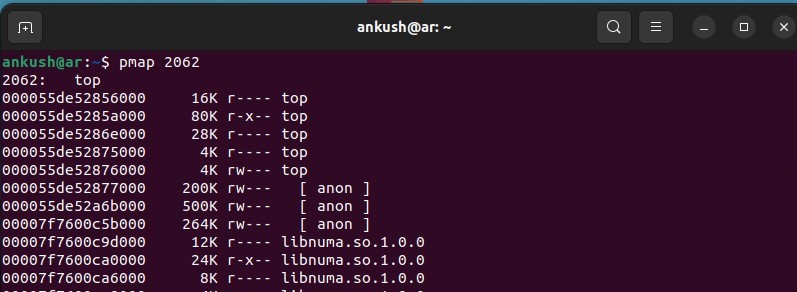 ankush@ar: ~
ankush@ar:~$ pmap 2062
2062:   top
000055de52856000     16K r---- top
000055de5285a000     80K r-x-- top
000055de5286e000     28K r---- top
000055de52875000      4K r---- top
000055de52876000      4K rw--- top
000055de52877000    200K rw---   [ anon ]
000055de52a6b000    500K rw---   [ anon ]
00007f7600c5b000    264K rw---   [ anon ]
00007f7600c9d000     12K r---- libnuma.so.1.0.0
00007f7600ca0000     24K r-x-- libnuma.so.1.0.0
00007f7600ca6000      8K r---- libnuma.so.1.0.0